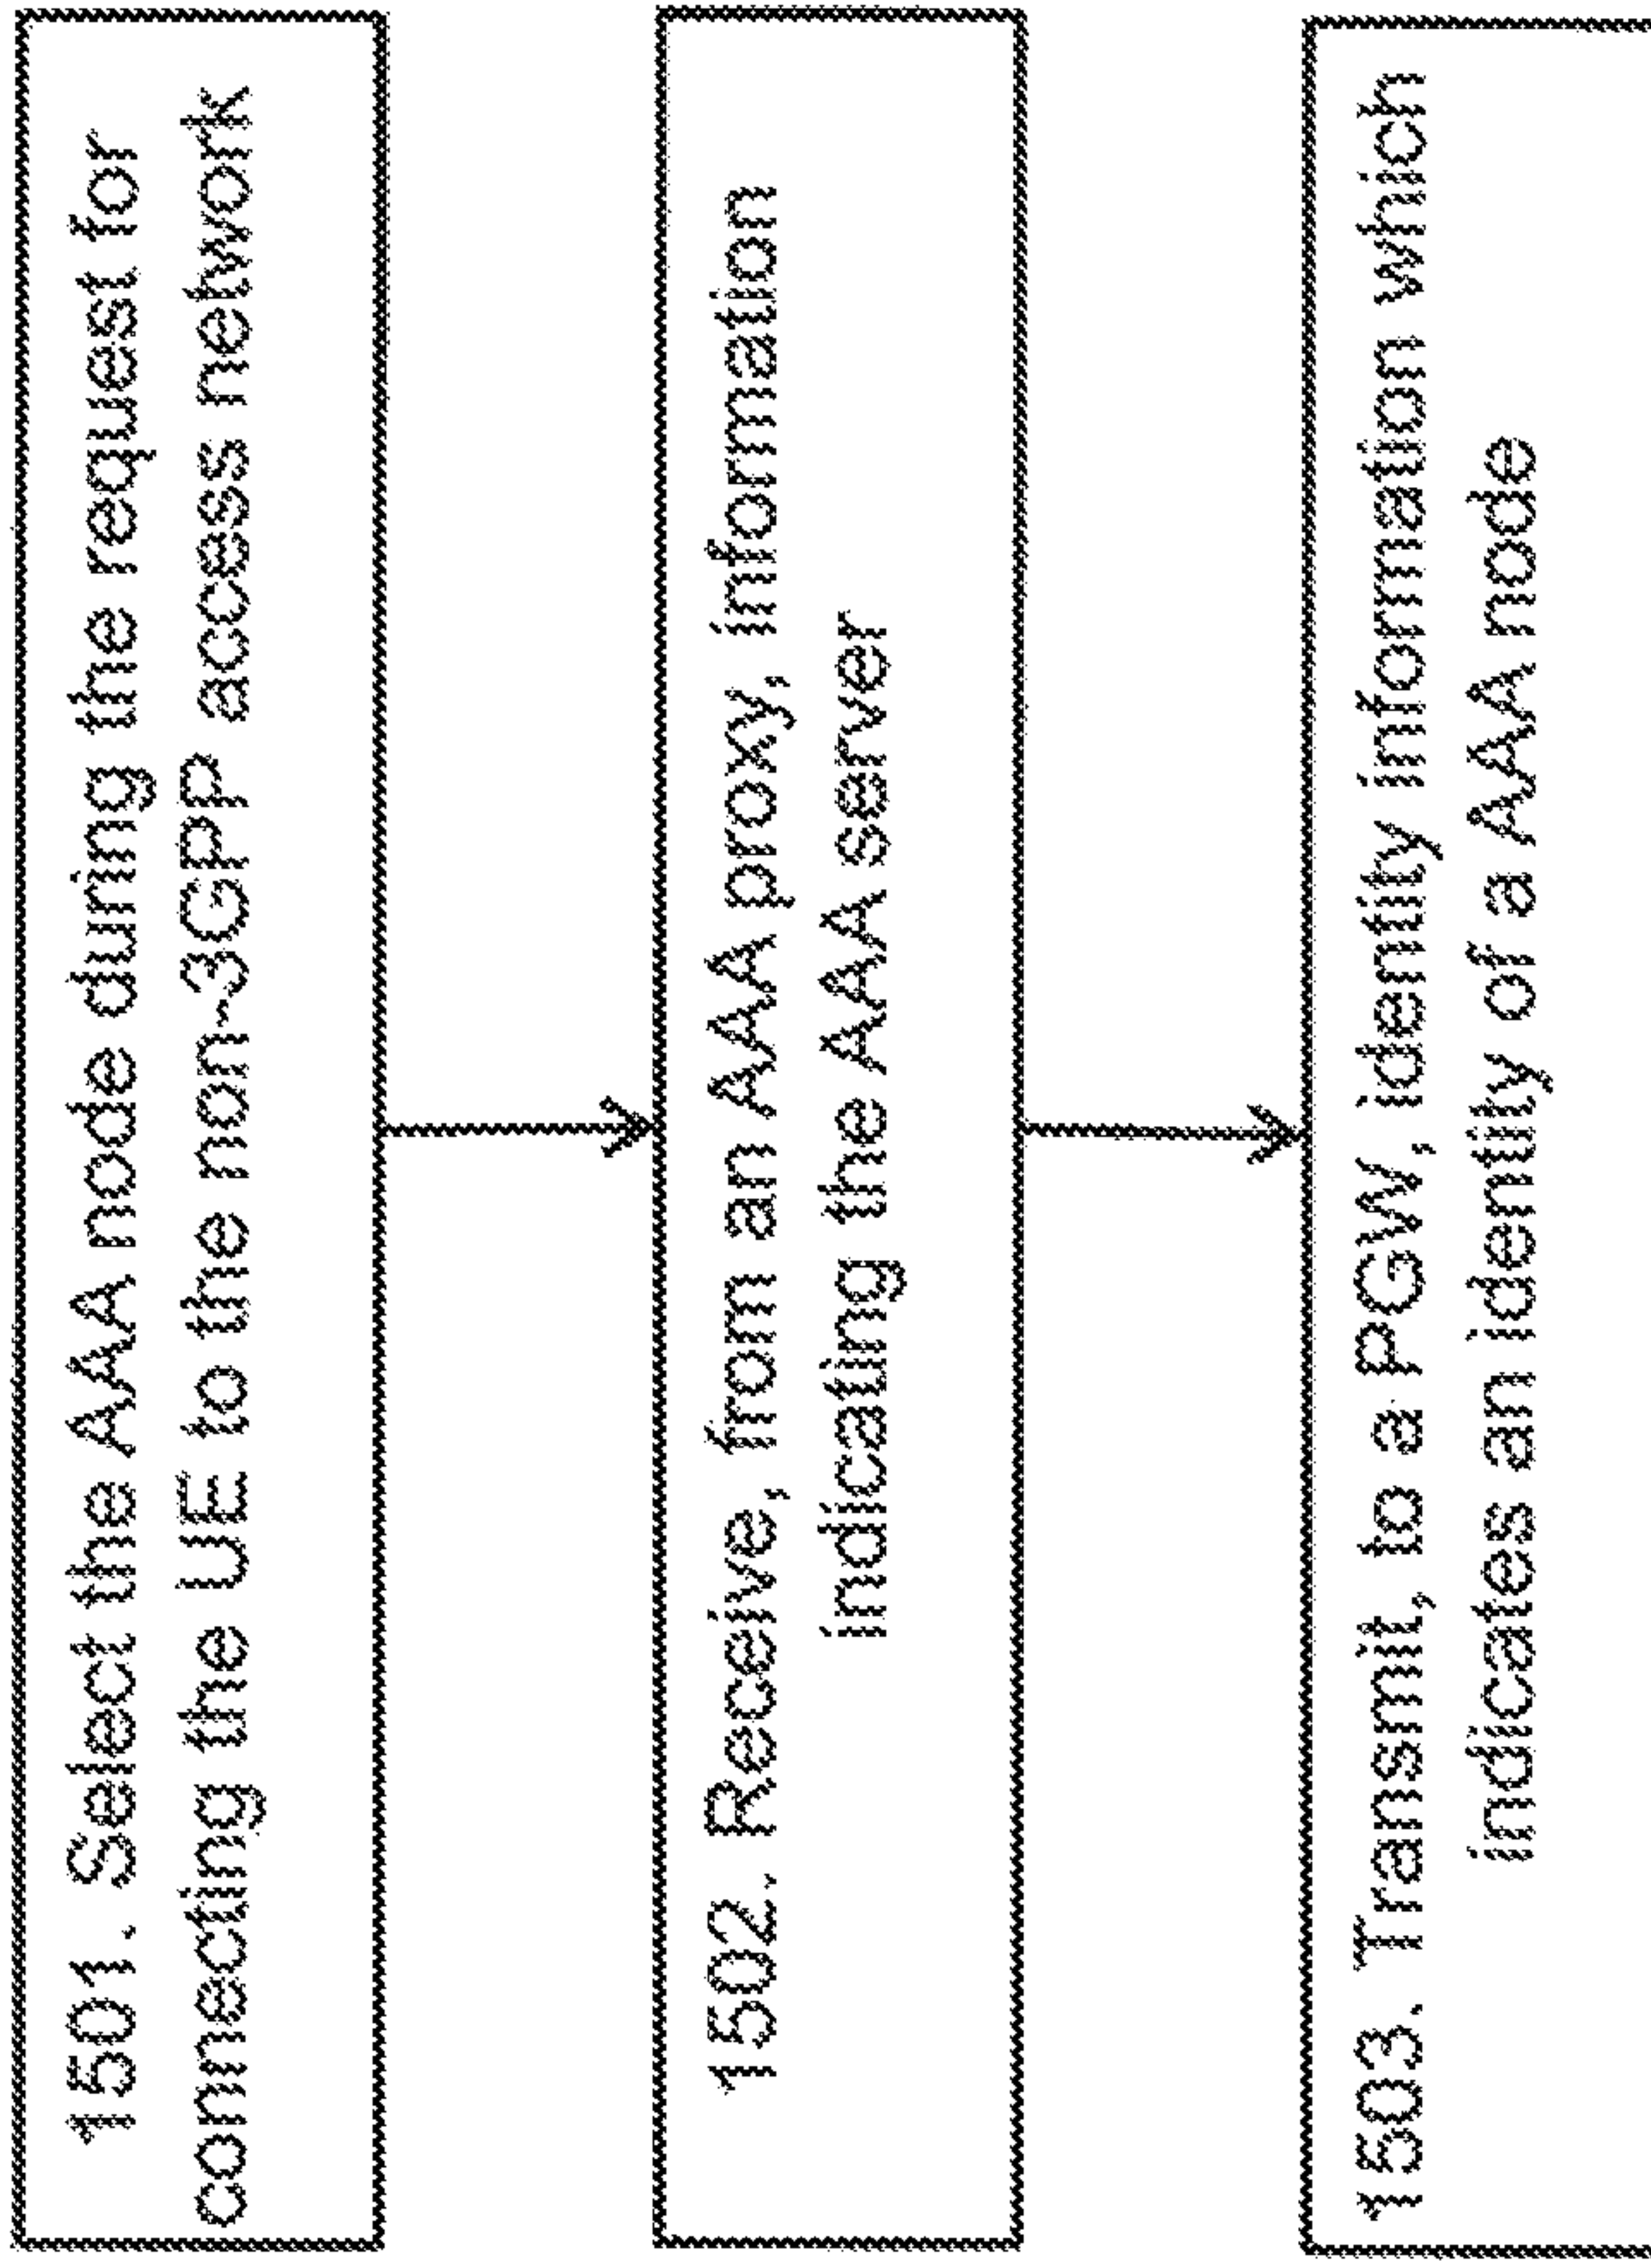 1501. Select the AAA node during the request for
connecting the UE to the non-3GPP access network
1502. Receive, from an AAA proxy, information
indicating the AAA server
1503. Transmit, to a PGW, identity information which
indicates an identity of a AAA node